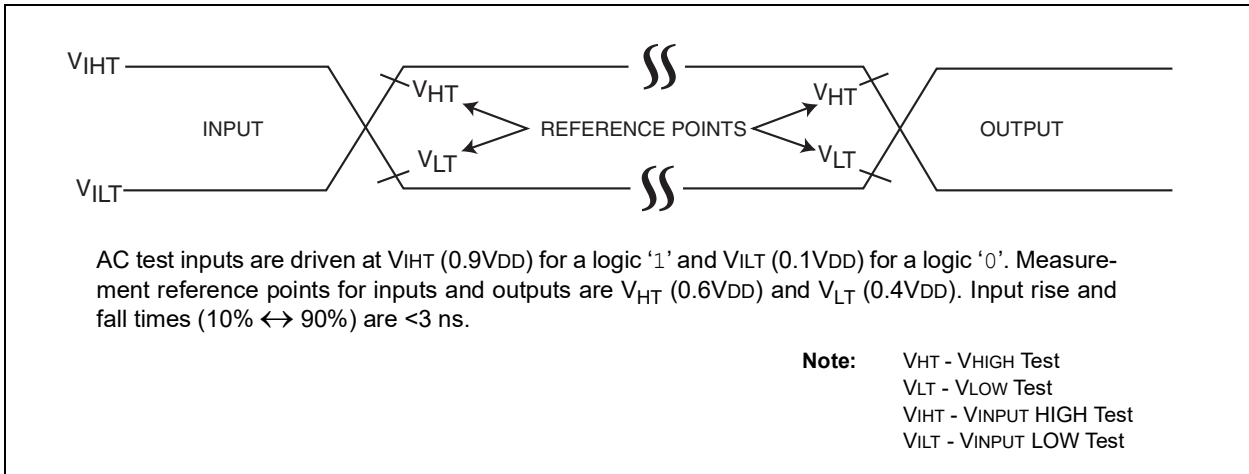 VIHT
VHT
VHT
INPUT
REFERENCE POINTS
OUTPUT
VLT
VLT
VILT
AC test inputs are driven at VIHT (0.9VDD) for a logic ‘1’ and VILT (0.1VDD) for a logic ‘0’. Measure-
ment reference points for inputs and outputs are VHT (0.6VDD) and VLT (0.4VDD). Input rise and
fall times (10% ↔ 90%) are <3 ns.
Note: VHT - VHIGH Test
VLT - VLOW Test
VIHT - VINPUT HIGH Test
VILT - VINPUT LOW Test